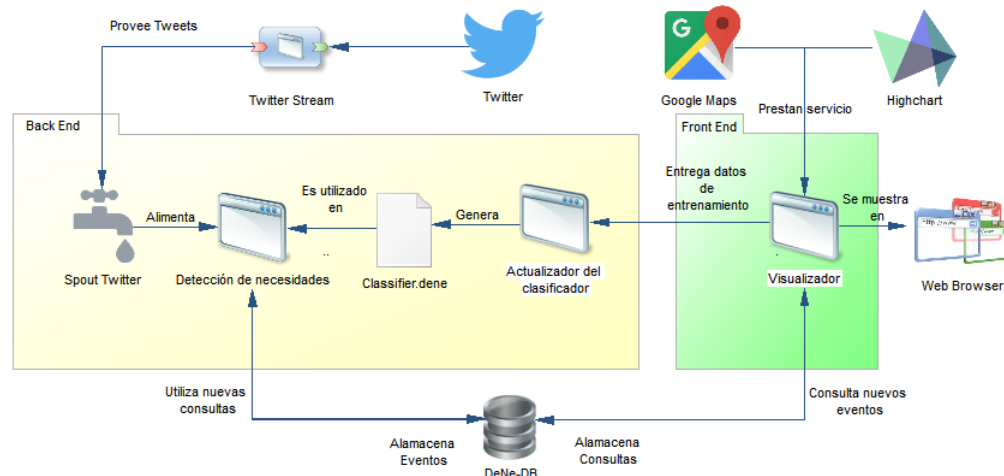 Provee Tweets
Twitter Stream
Twitter
G
Google Maps
Highchart
Prestan servicio
Back End
Front End
Es utilizado
en
Entrega datos
de
entrenamiento
Se muestra
en
Alimenta
Genera
http://
Spout Twitter
Detección de necesidades
..
Classifier.dene
Actualizador del
clasificador
.
Visualizador
Web Browser
Utiliza nuevas
consultas
Consulta nuevos
eventos
Alamacena
Eventos
Alamacena
Consultas
DeNe-DB